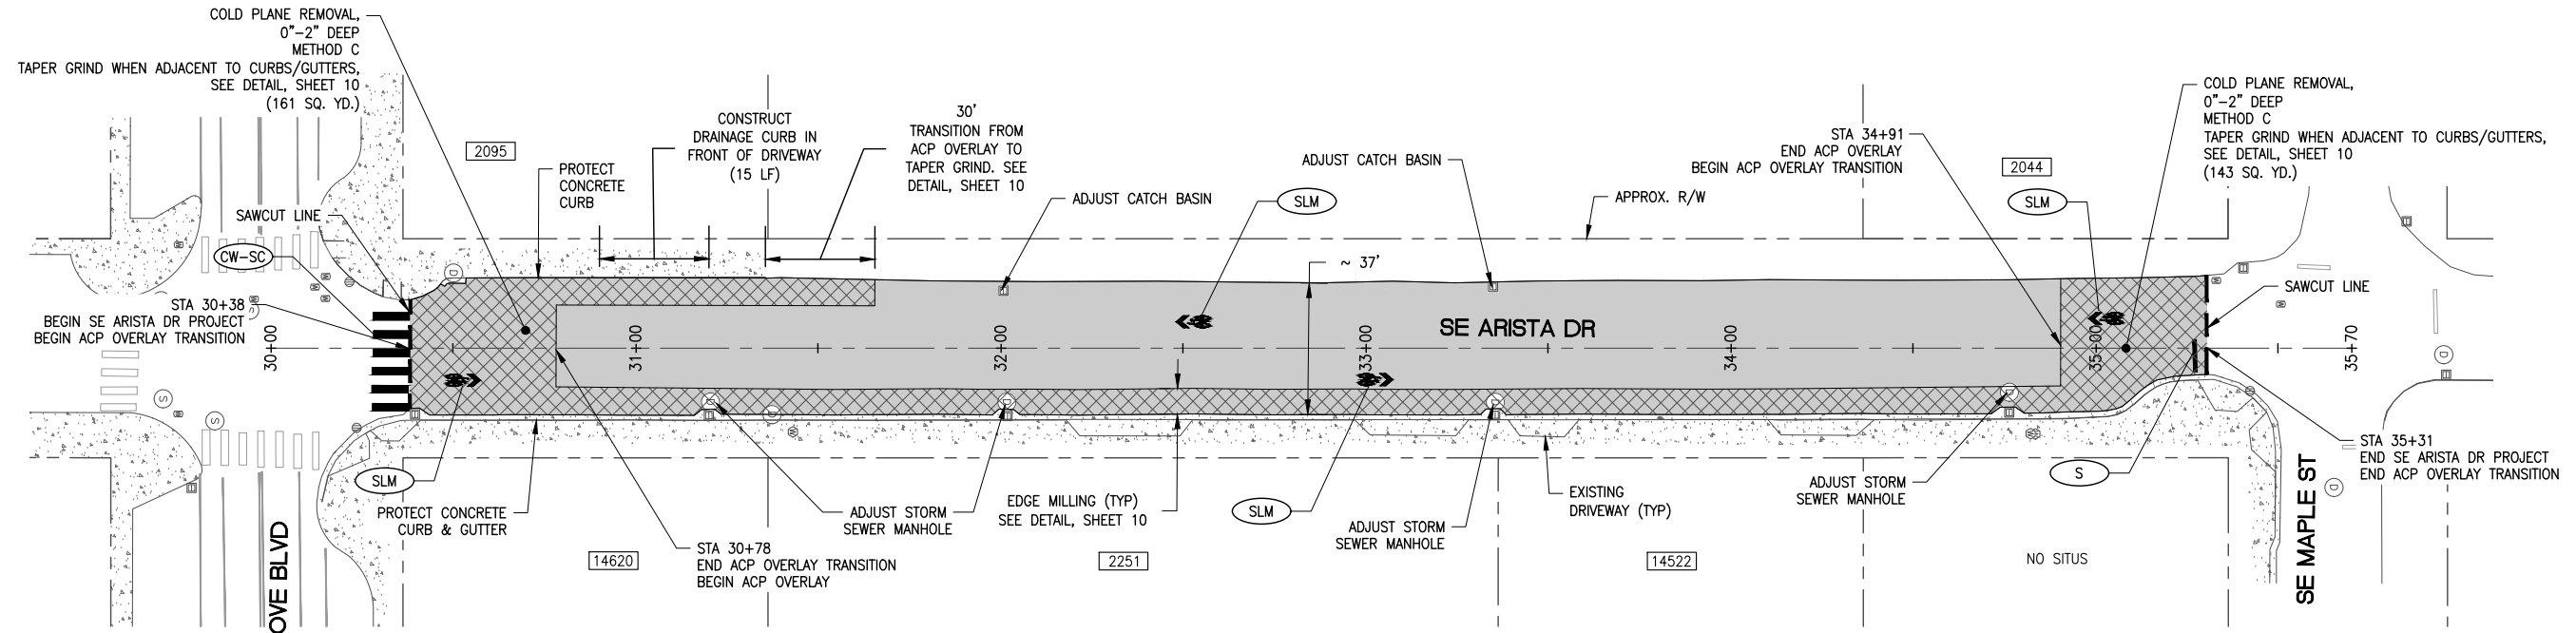 COLD PLANE REMOVAL,
0"-2" DEEP
METHOD C
TAPER GRIND WHEN ADJACENT TO CURBS/GUTTERS,
SEE DETAIL, SHEET 10
(161 SQ. YD.)
2095
PROTECT
CONCRETE
CURB
CONSTRUCT
DRAINAGE CURB IN
FRONT OF DRIVEWAY
(15 LF)
30'
TRANSITION FROM
ACP OVERLAY TO
TAPER GRIND. SEE
DETAIL, SHEET 10
ADJUST CATCH BASIN
SLM
ADJUST CATCH BASIN
APPROX. R/W
STA 34+91
END ACP OVERLAY
BEGIN ACP OVERLAY TRANSITION
2044
SLM
COLD PLANE REMOVAL,
0"-2" DEEP
METHOD C
TAPER GRIND WHEN ADJACENT TO CURBS/GUTTERS,
SEE DETAIL, SHEET 10
(143 SQ. YD.)
SAWCUT LINE
CW-SC
STA 30+38
BEGIN SE ARISTA DR PROJECT
BEGIN ACP OVERLAY TRANSITION
~ 37'
SAWCUT LINE
30+00
31+00
32+00
33+00
SE ARISTA DR
34+00
35+00
35+70
D
D
D
D
D
D
D
D
D
S
S
S
SLM
PROTECT CONCRETE
CURB & GUTTER
STA 30+78
END ACP OVERLAY TRANSITION
BEGIN ACP OVERLAY
ADJUST STORM
SEWER MANHOLE
EDGE MILLING (TYP)
SEE DETAIL, SHEET 10
SLM
ADJUST STORM
SEWER MANHOLE
EXISTING
DRIVEWAY (TYP)
ADJUST STORM
SEWER MANHOLE
S
STA 35+31
END SE ARISTA DR PROJECT
END ACP OVERLAY TRANSITION
OVE BLVD
14620
2251
14522
NO SITUS
SE MAPLE ST